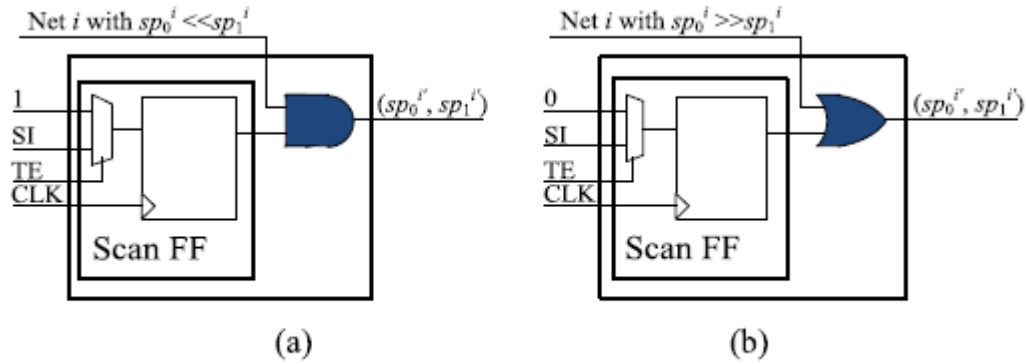 Net i with sp₀ⁱ <<sp₁ⁱ
1
SI
TE
CLK
Scan FF
(sp₀ⁱ', sp₁ⁱ')
(a)
Net i with sp₀ⁱ >>sp₁ⁱ
0
SI
TE
CLK
Scan FF
(sp₀ⁱ', sp₁ⁱ')
(b)